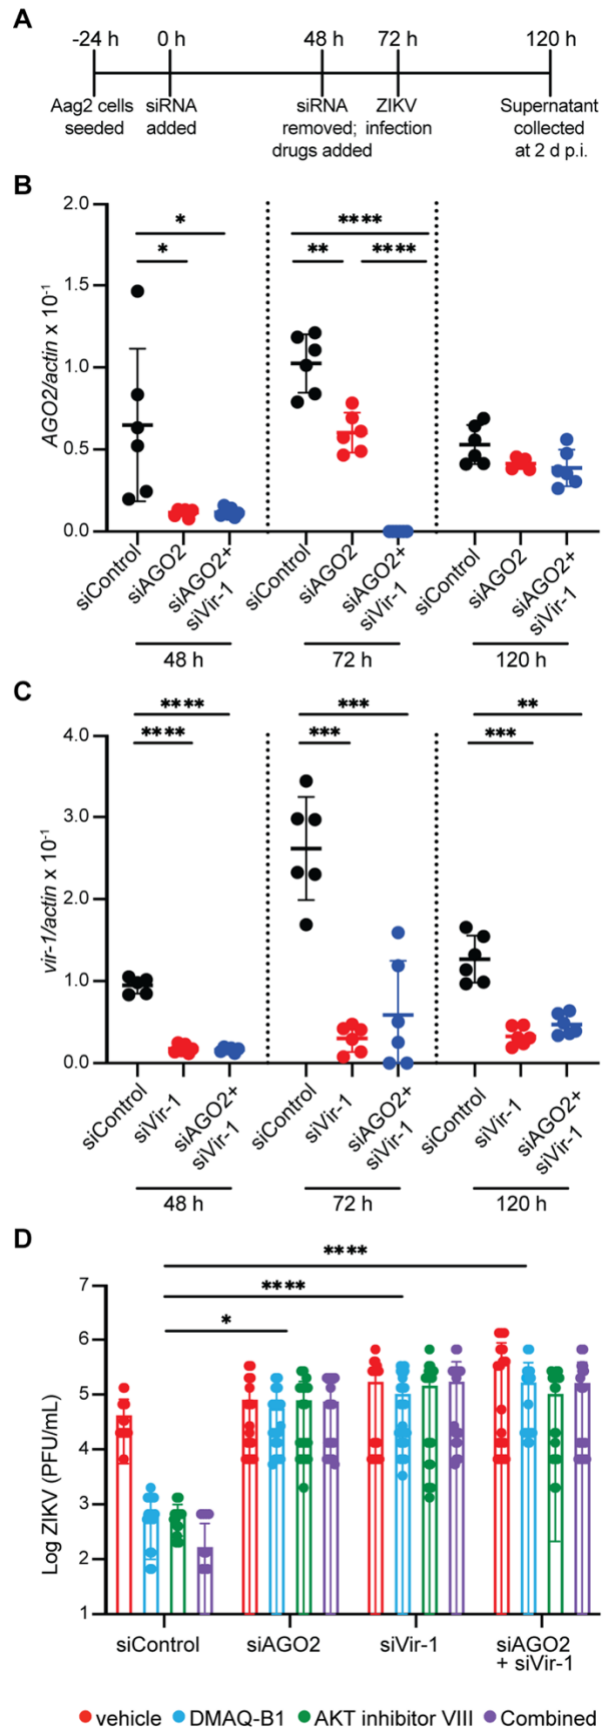 A
-24 h 0 h 48 h 72 h 120 h
Aag2 cells siRNA siRNA ZIKV Supernatant
seeded added removed; infection collected
drugs added at 2 d p.i.
B
AGO2/actin x 10-1
2.0
1.5
1.0
0.5
0.0
* * **** ** ****
siControl siAGO2 siAGO2+ siVir-1 siControl siAGO2 siAGO2+ siVir-1 siControl siAGO2 siAGO2+ siVir-1
48 h 72 h 120 h
C
vir-1/actin x 10-1
4.0
3.0
2.0
1.0
0.0
**** *** **
**** *** ***
siControl siVir-1 siAGO2+ siVir-1 siControl siVir-1 siAGO2+ siVir-1 siControl siVir-1 siAGO2+ siVir-1
48 h 72 h 120 h
D
Log ZIKV (PFU/mL)
7
6
5
4
3
2
1
****
****
*
siControl siAGO2 siVir-1 siAGO2
+ siVir-1
vehicle DMAQ-B1 AKT inhibitor VIII Combined